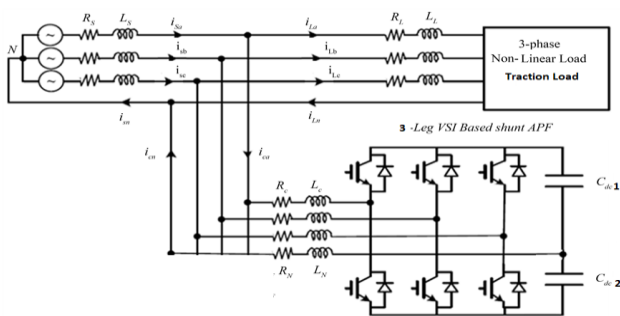 R_S L_S i_Sa i_La R_L L_L
N
i_sb i_Lb
i_sc i_Lc
3-phase
Non- Linear Load
Traction Load
i_sn i_Ln
3 -Leg VSI Based shunt APF
i_cn i_ca
R_c L_c
C_dc 1
R_N L_N
C_dc 2